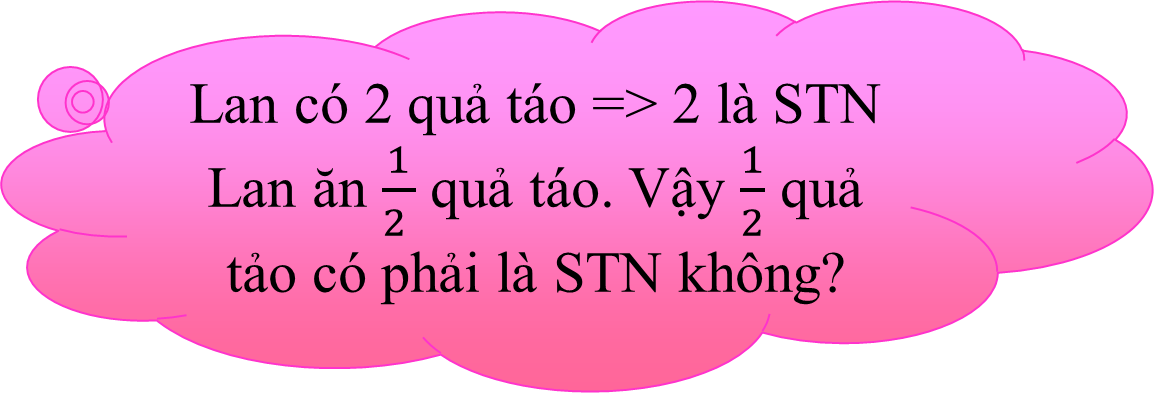 Lan có 2 quả táo => 2 là STN
Lan ăn 1/2 quả táo. Vậy 1/2 quả
tảo có phải là STN không?